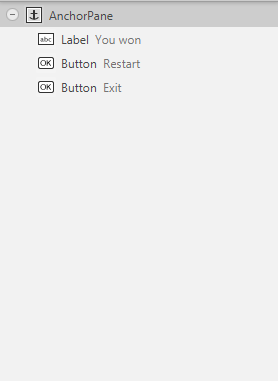 AnchorPane
abc Label You won
OK Button Restart
OK Button Exit